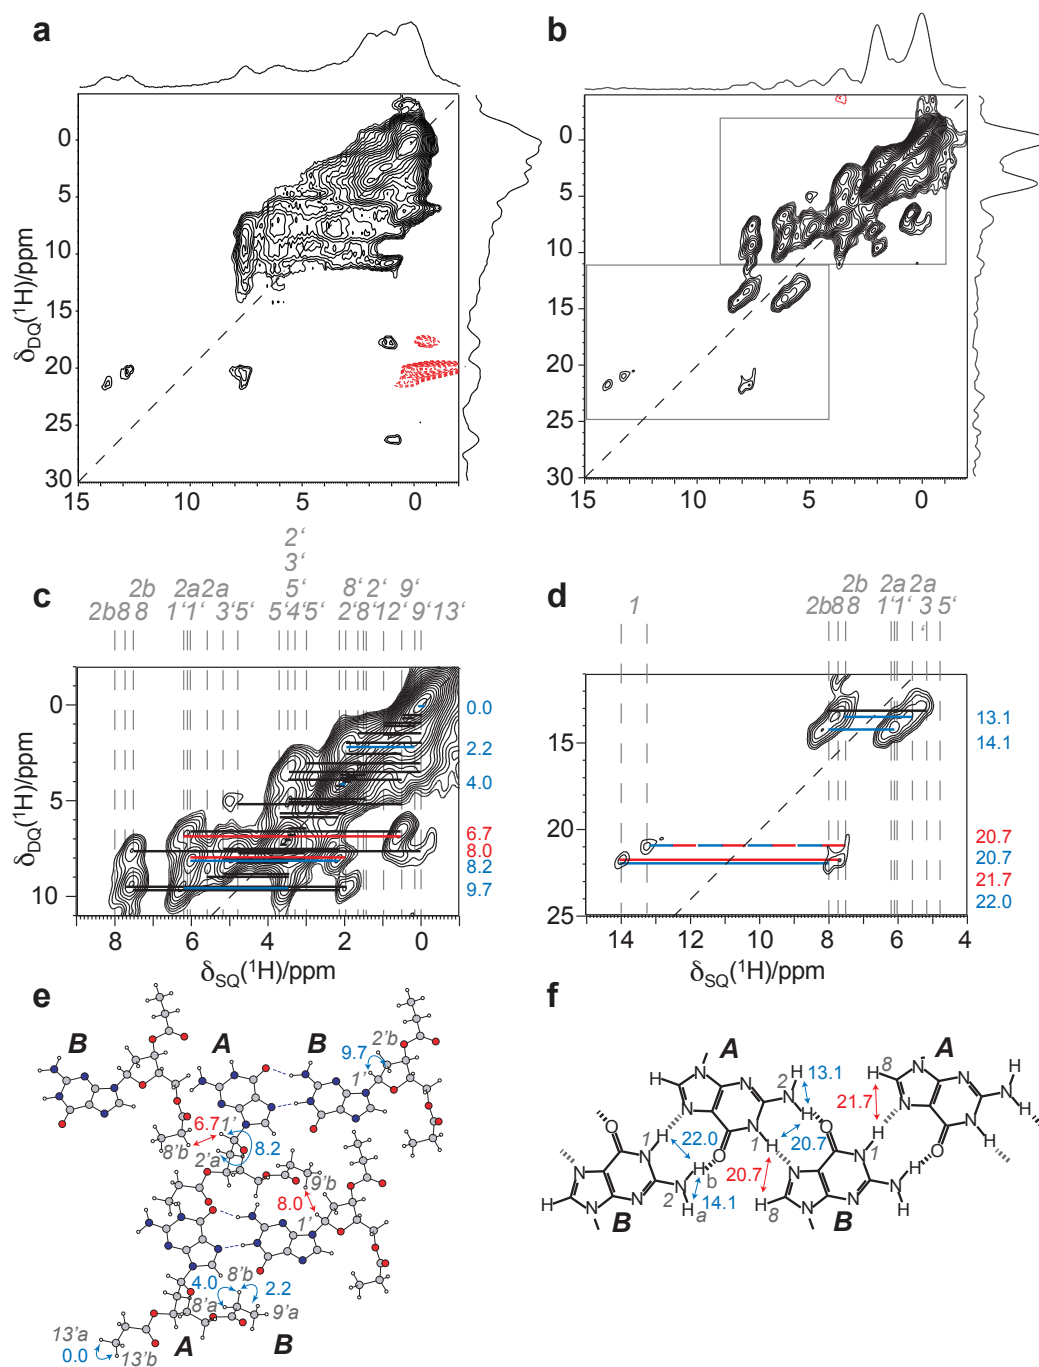 a
b
0
5
10
15
20
25
30
δDQ(¹H)/ppm
15 10 5 0
0
5
10
15
20
25
30
15 10 5 0
c
2b 8 2b 8 1' 2a 1' 2a 3' 5' 5' 2' 3' 5' 4' 5' 8' 2' 1' 8' 2' 12' 9' 2' 9' 13'
0
5
10
δDQ(¹H)/ppm
8 6 4 2 0
δSQ(¹H)/ppm
0.0
2.2
4.0
6.7
8.0
8.2
9.7
d
1 2b 8 2b 8 1' 2a 1' 2a 3' 5'
15
20
25
14 12 10 8 6 4
δSQ(¹H)/ppm
13.1
14.1
20.7
20.7
21.7
22.0
e
B A B
2'b
9.7
1'
6.7 1'
8'b
8.2
2'a
9'b
8.0
1'
8'b
4.0 2.2
8'a
9'a
A B
13'a
0.0 13'b
f
A A
H 8 N N N H N H N O H
H N N N N 2 H 13.1 H 21.7
O H 1 22.0 N O 1 H 20.7 N H 1 N O
20.7
N N H b
H N N N 2 H a 14.1 H 8 N N N N H
B B